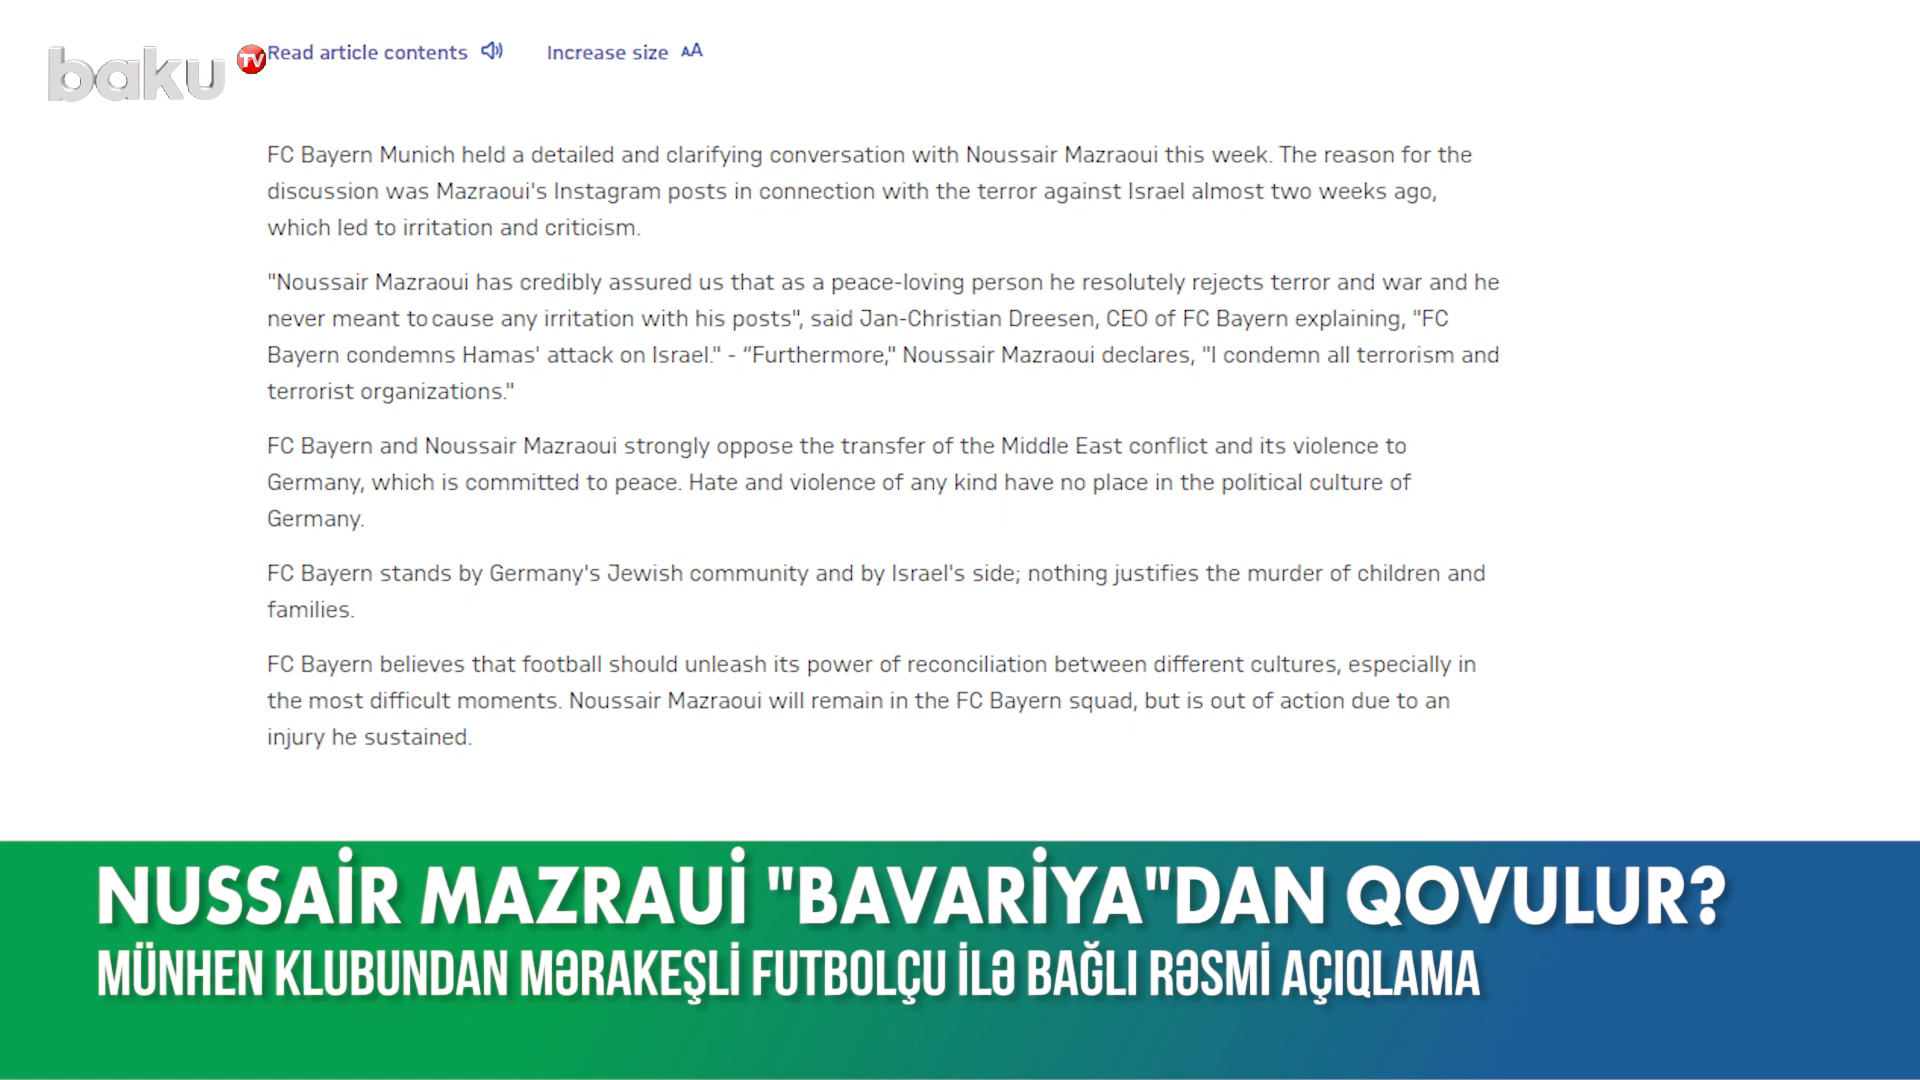 baku TV
Read article contents Increase size AA
FC Bayern Munich held a detailed and clarifying conversation with Noussair Mazraoui this week. The reason for the
discussion was Mazraoui's Instagram posts in connection with the terror against Israel almost two weeks ago,
which led to irritation and criticism.
"Noussair Mazraoui has credibly assured us that as a peace-loving person he resolutely rejects terror and war and he
never meant to cause any irritation with his posts", said Jan-Christian Dreesen, CEO of FC Bayern explaining, "FC
Bayern condemns Hamas' attack on Israel." - “Furthermore," Noussair Mazraoui declares, "I condemn all terrorism and
terrorist organizations."
FC Bayern and Noussair Mazraoui strongly oppose the transfer of the Middle East conflict and its violence to
Germany, which is committed to peace. Hate and violence of any kind have no place in the political culture of
Germany.
FC Bayern stands by Germany's Jewish community and by Israel's side; nothing justifies the murder of children and
families.
FC Bayern believes that football should unleash its power of reconciliation between different cultures, especially in
the most difficult moments. Noussair Mazraoui will remain in the FC Bayern squad, but is out of action due to an
injury he sustained.
NUSSAİR MAZRAUİ "BAVARİYA"DAN QOVULUR?
MÜNHEN KLUBUNDAN MƏRAKEŞLİ FUTBOLÇU İLƏ BAĞLI RƏSMİ AÇIQLAMA